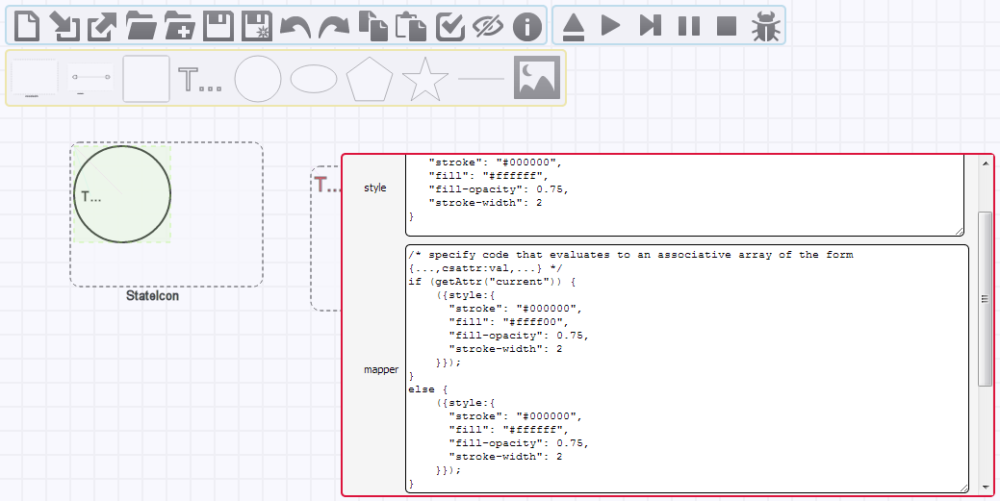 T...
T...
T...
StateIcon
style
"stroke": "#000000",
"fill": "#ffffff",
"fill-opacity": 0.75,
"stroke-width": 2
}
mapper
/* specify code that evaluates to an associative array of the form
{...,csattr:val,...} */
if (getAttr("current")) {
({style:{
"stroke": "#000000",
"fill": "#ffff00",
"fill-opacity": 0.75,
"stroke-width": 2
}});
}
else {
({style:{
"stroke": "#000000",
"fill": "#ffffff",
"fill-opacity": 0.75,
"stroke-width": 2
}});
}